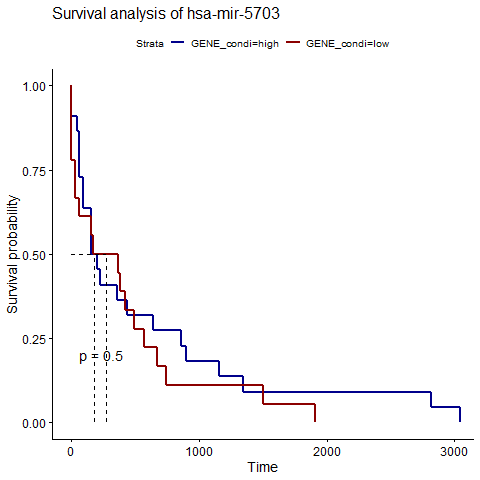 Survival analysis of hsa-mir-5703
Strata GENE_condi=high GENE_condi=low
Survival probability
1.00
0.75
0.50
0.25
0.00
p = 0.5
0 1000 2000 3000
Time